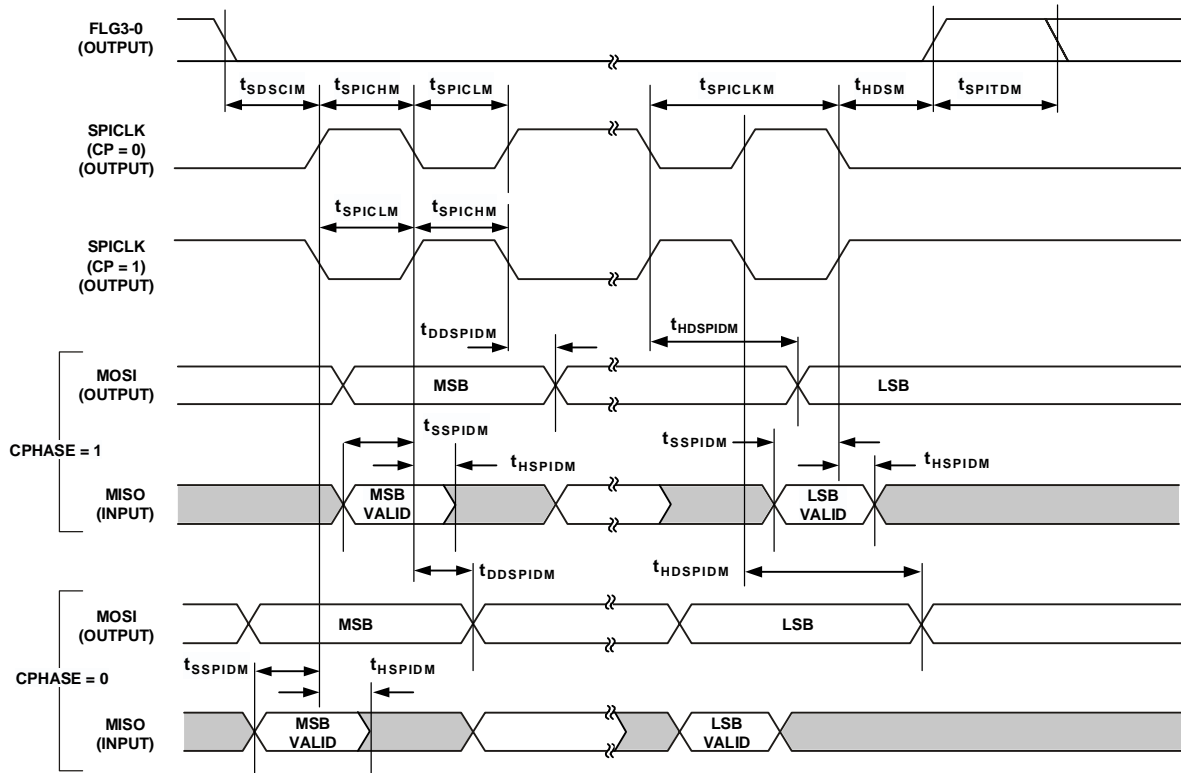 FLG3-0
(OUTPUT)
tSDSCIM tSPICHM tSPICLM tSPICLKM tHDSM tSPITDM
SPICLK
(CP = 0)
(OUTPUT)
tSPICLM tSPICHM
SPICLK
(CP = 1)
(OUTPUT)
tDDSPIDM tHDSPIDM
CPHASE = 1
MOSI
(OUTPUT)
MSB LSB
tSSPIDM tSSPIDM
tHSPIDM tHSPIDM
MISO
(INPUT)
MSB
VALID
LSB
VALID
tDDSPIDM tHDSPIDM
CPHASE = 0
MOSI
(OUTPUT)
MSB LSB
tSSPIDM tHSPIDM
MISO
(INPUT)
MSB
VALID
LSB
VALID